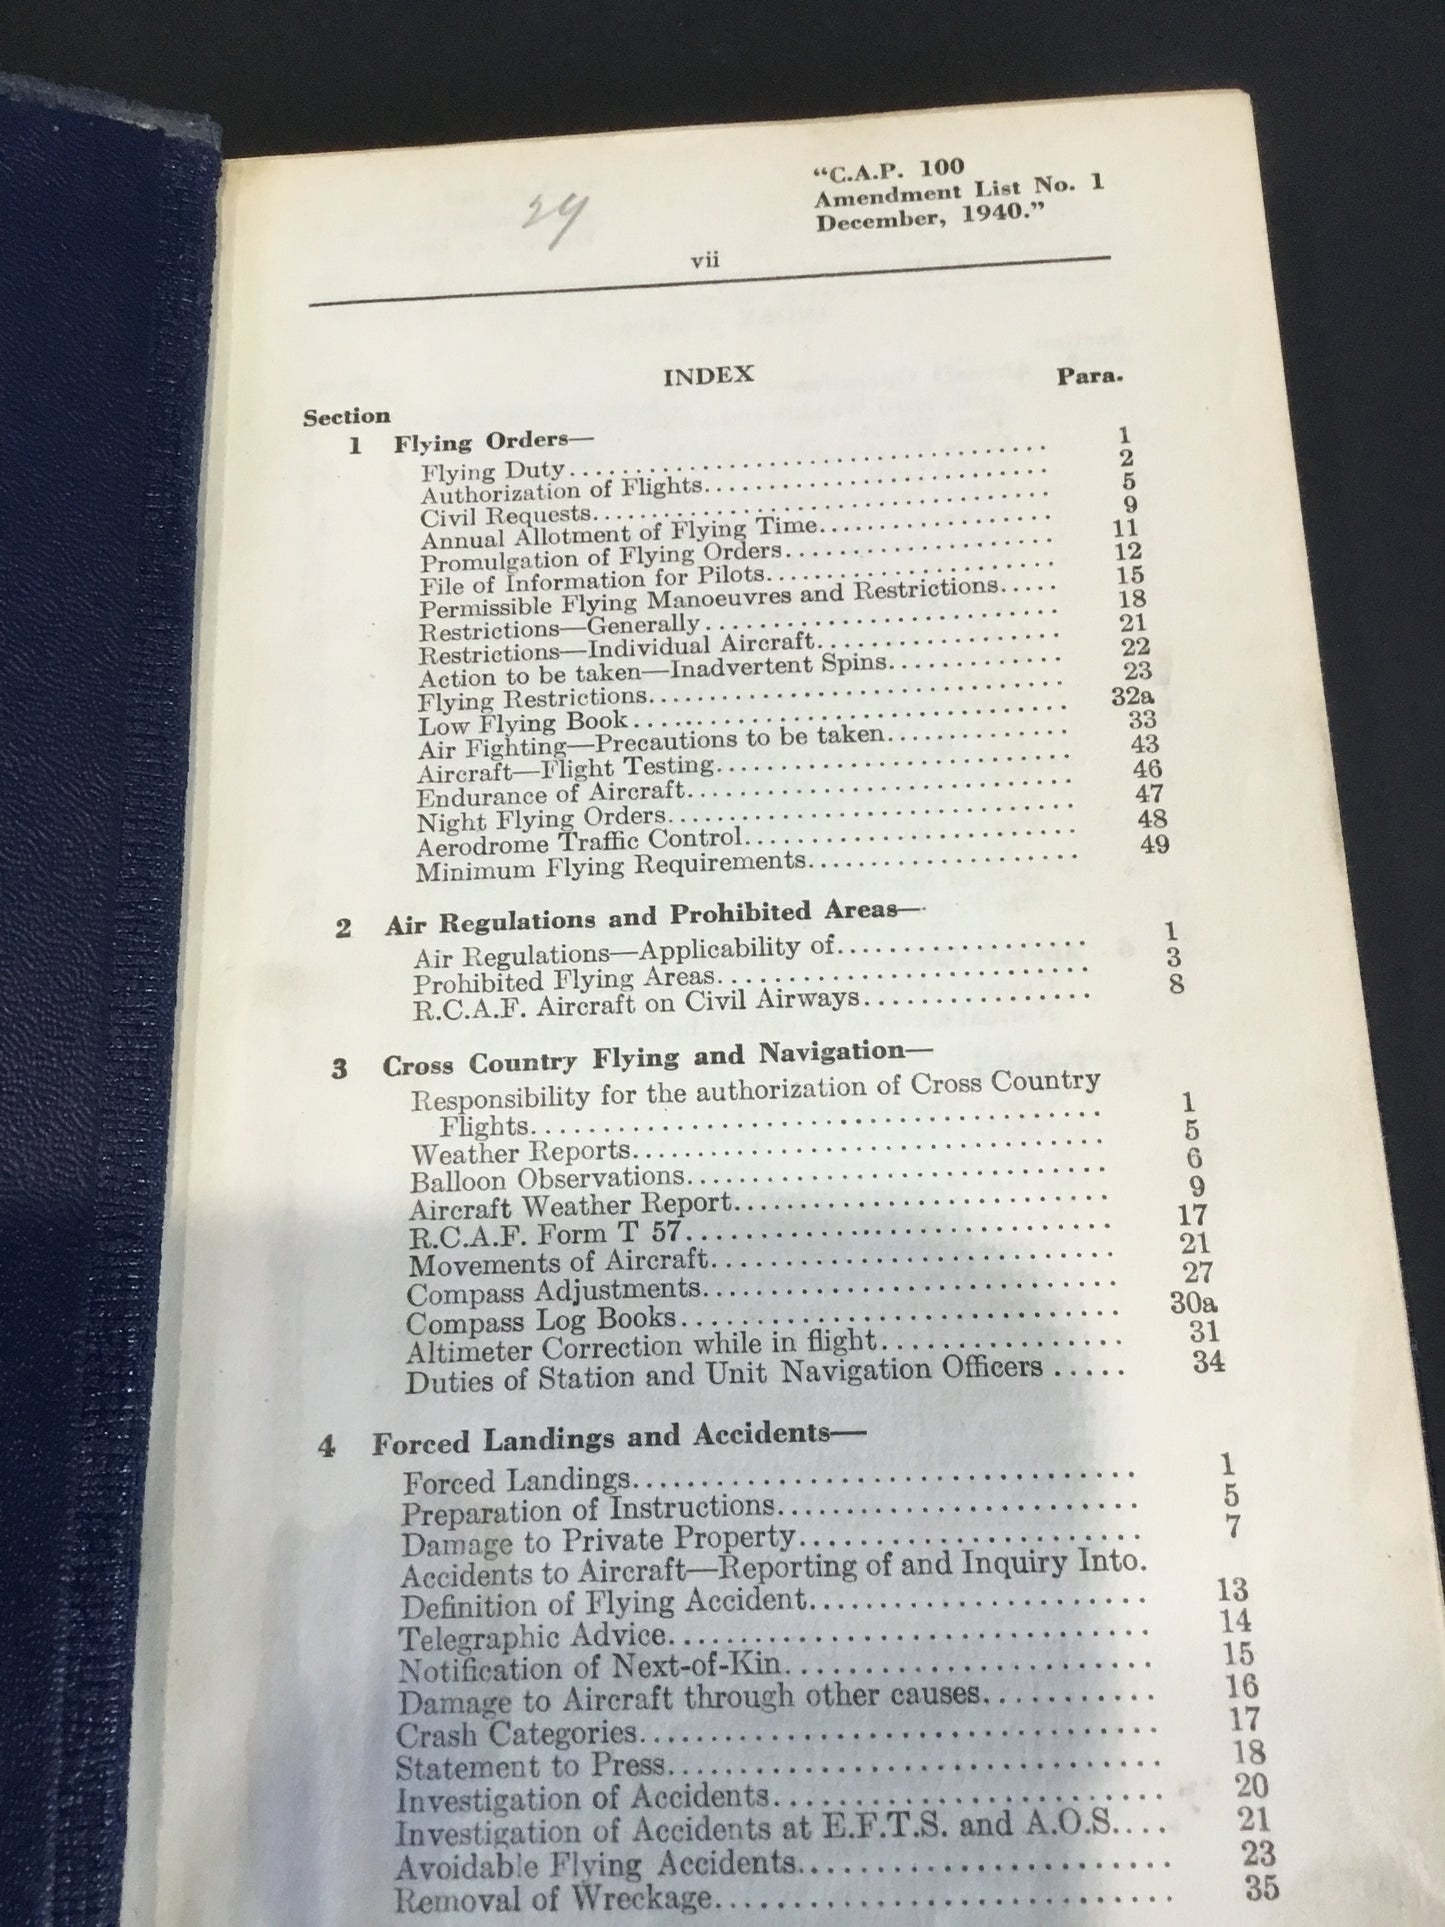 24
"C.A.P. 100
Amendment List No. 1
December, 1940."
vii
INDEX
Para.
Section
1 Flying Orders—
Flying Duty........................................ 1
Authorization of Flights............................ 2
Civil Requests...................................... 5
Annual Allotment of Flying Time.................... 9
Promulgation of Flying Orders...................... 11
File of Information for Pilots...................... 12
Permissible Flying Manoeuvres and Restrictions..... 15
Restrictions—Generally............................. 18
Restrictions—Individual Aircraft................... 21
Action to be taken—Inadvertent Spins............. 22
Flying Restrictions................................. 23
Low Flying Book.................................... 32a
Air Fighting—Precautions to be taken.............. 33
Aircraft—Flight Testing............................ 43
Endurance of Aircraft.............................. 46
Night Flying Orders................................ 47
Aerodrome Traffic Control.......................... 48
Minimum Flying Requirements...................... 49
2 Air Regulations and Prohibited Areas—
Air Regulations—Applicability of................... 1
Prohibited Flying Areas............................. 3
R.C.A.F. Aircraft on Civil Airways................. 8
3 Cross Country Flying and Navigation—
Responsibility for the authorization of Cross Country
Flights............................................. 1
Weather Reports.................................... 5
Balloon Observations................................ 6
Aircraft Weather Report............................ 9
R.C.A.F. Form T 57................................. 17
Movements of Aircraft.............................. 21
Compass Adjustments............................... 27
Compass Log Books................................. 30a
Altimeter Correction while in flight................. 31
Duties of Station and Unit Navigation Officers ..... 34
4 Forced Landings and Accidents—
Forced Landings.................................... 1
Preparation of Instructions.......................... 5
Damage to Private Property........................ 7
Accidents to Aircraft—Reporting of and Inquiry Into.
Definition of Flying Accident....................... 13
Telegraphic Advice.................................. 14
Notification of Next-of-Kin.......................... 15
Damage to Aircraft through other causes........... 16
Crash Categories.................................... 17
Statement to Press.................................. 18
Investigation of Accidents........................... 20
Investigation of Accidents at E.F.T.S. and A.O.S.... 21
Avoidable Flying Accidents......................... 23
Removal of Wreckage............................... 35